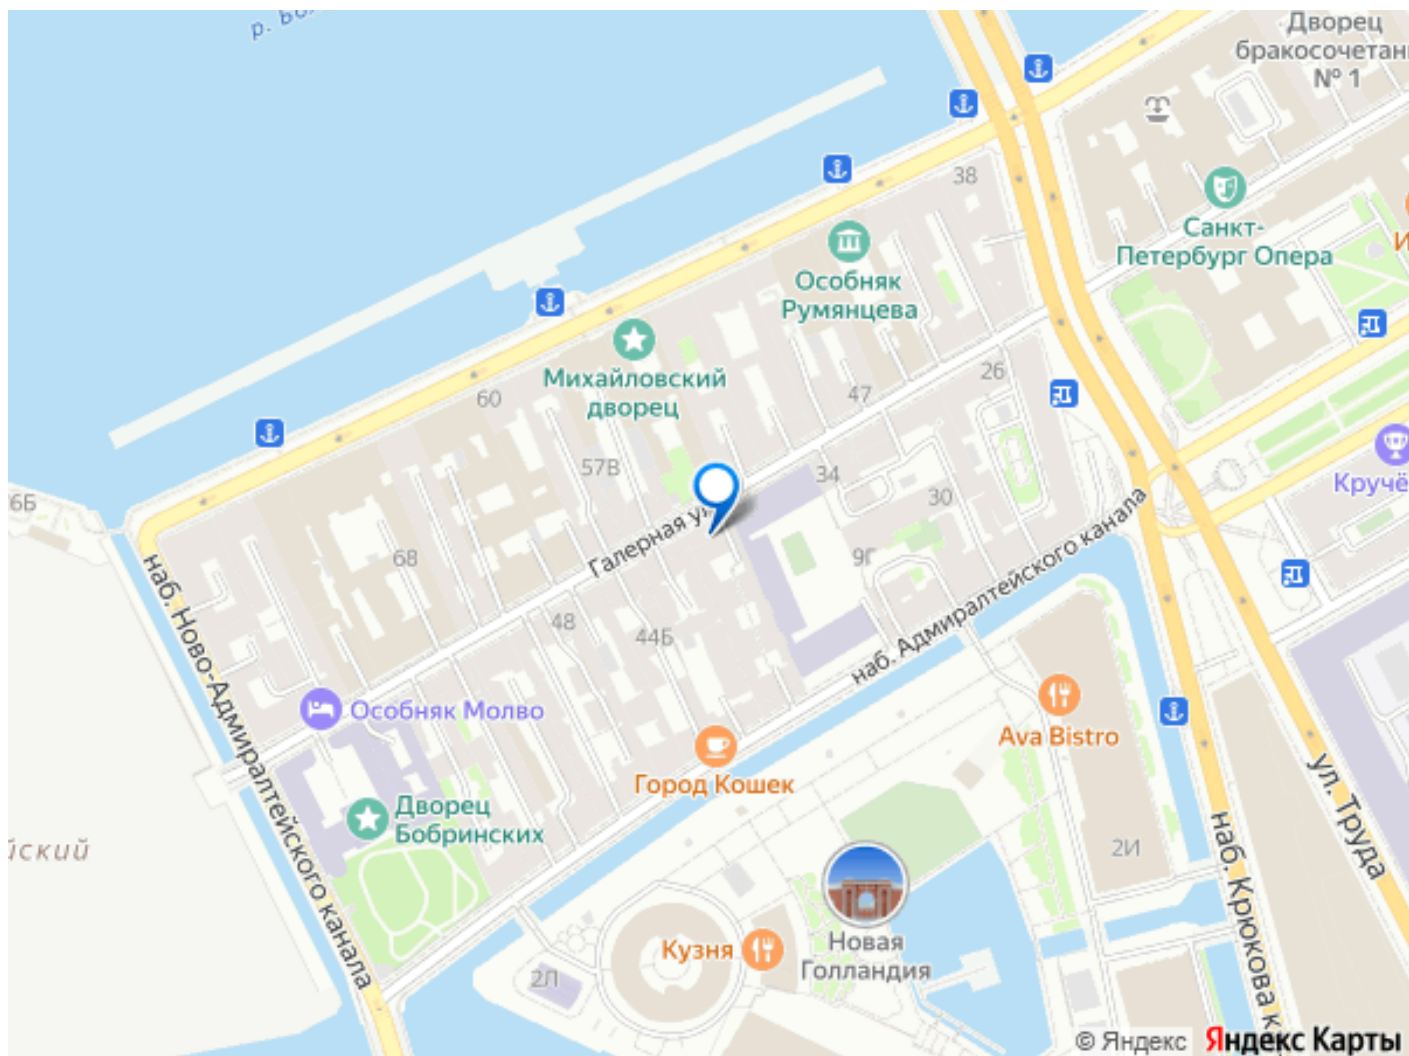 Дворец
бракосочетан
№ 1
38
Санкт-
Петербург Опера
Особняк
Румянцева
Михайловский
дворец
60
47
26
57В
34
30
Кручё
6Б
Галерная ул
68
9Г
48
44Б
наб. Адмиралтейского канала
наб. Ново-Адмиралтейского канала
Особняк Молво
Ava Bistro
Город Кошек
Дворец
Бобринских
йский
2И
ул. Труда
наб. Крюкова к
Новая
Голландия
Кузня
2Л
© Яндекс Яндекс Карты